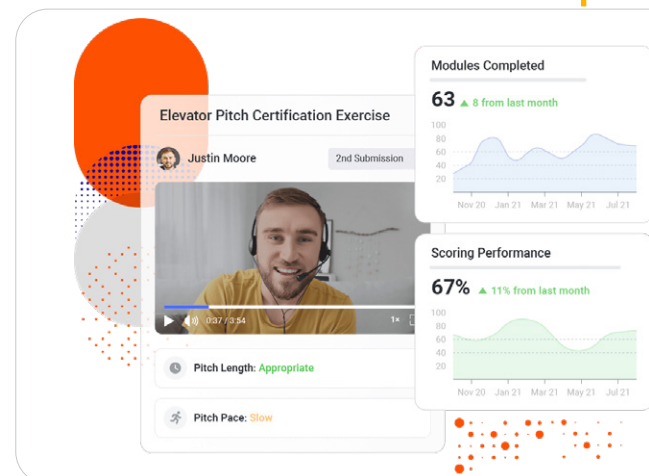 Elevator Pitch Certification Exercise
Justin Moore
2nd Submission
0:37 / 3:54
1×
Pitch Length: Appropriate
Pitch Pace: Slow
Modules Completed
63 ▲ 8 from last month
100
80
60
40
20
Nov 20 Jan 21 Mar 21 May 21 Jul 21
Scoring Performance
67% ▲ 11% from last month
100
80
60
40
20
Nov 20 Jan 21 Mar 21 May 21 Jul 21